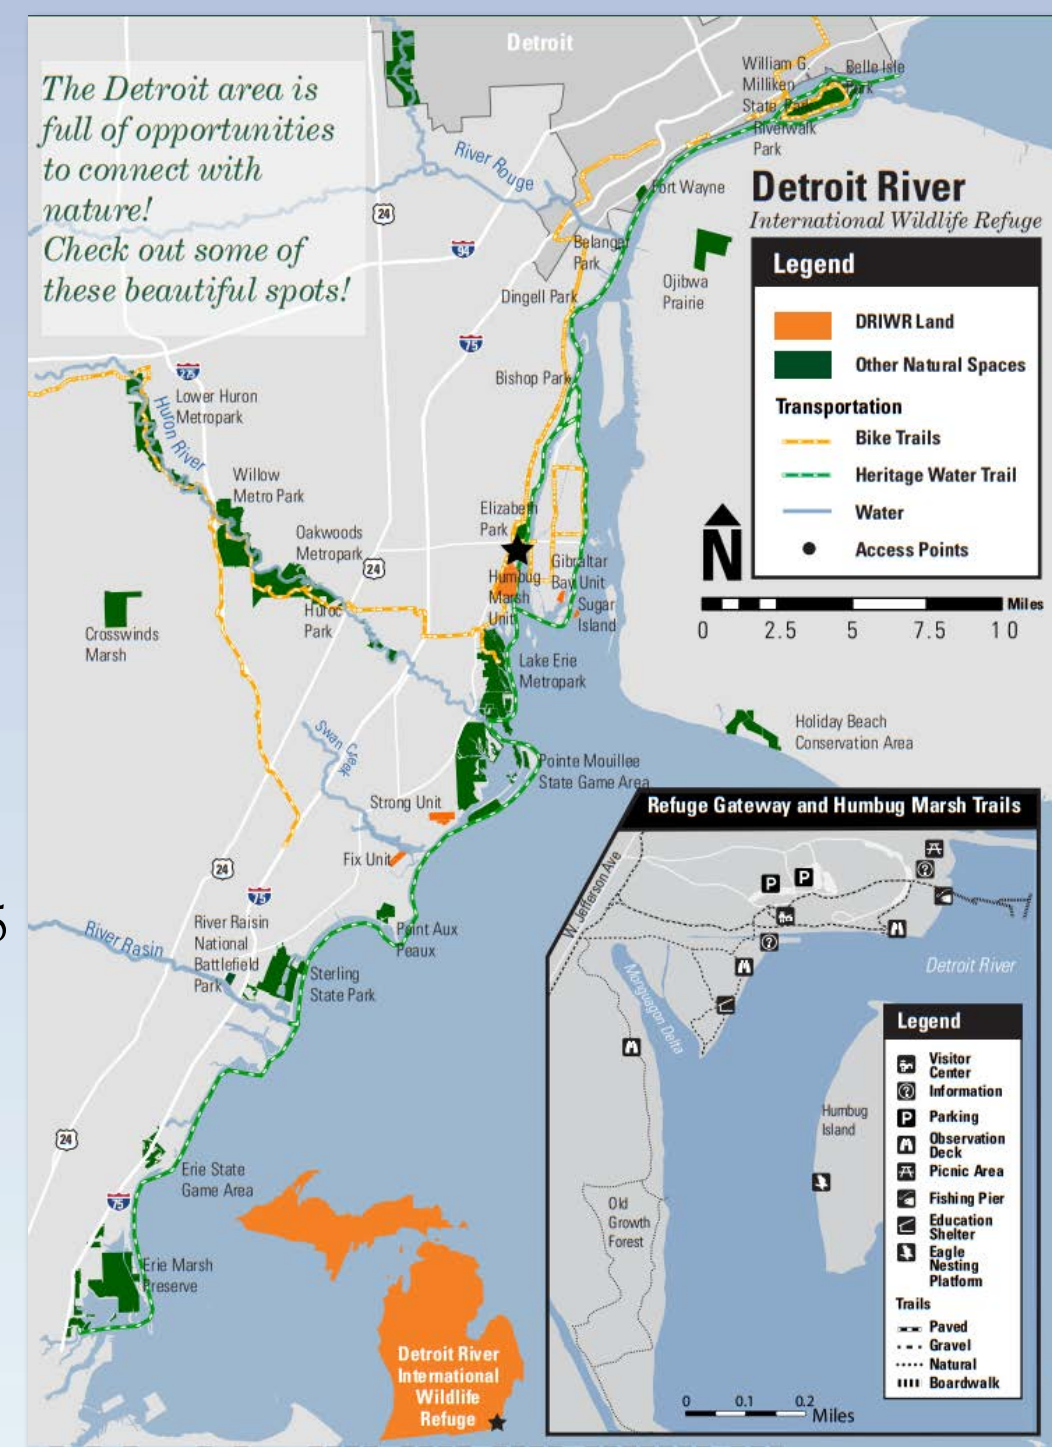 The Detroit area is
full of opportunities
to connect with
nature!
Check out some of
these beautiful spots!
Detroit
William G.
Milliken
State Park
Belle Isle
Park
Riverwalk
Park
River Rouge
Fort Wayne
24
94
Belanger
Park
Dingell Park
Ojibwa
Prairie
75
Bishop Park
275
Lower Huron
Metropark
Huron River
Willow
Metro Park
Oakwoods
Metropark
24
Huroc
Park
Crosswinds
Marsh
Elizabeth
Park
Humbug
Marsh
Unit
Gibraltar
Bay Unit
Sugar
Island
Lake Erie
Metropark
Swan Creek
Pointe Mouillee
State Game Area
Strong Unit
Fix Unit
24
75
River Rasin
River Raisin
National
Battlefield
Park
Point Aux
Peaux
Sterling
State Park
24
Erie State
Game Area
75
Erie Marsh
Preserve
Holiday Beach
Conservation Area
Detroit River
International Wildlife Refuge
Legend
DRIWR Land
Other Natural Spaces
Transportation
Bike Trails
Heritage Water Trail
Water
Access Points
N
Miles
0 2.5 5 7.5 10
Detroit River
International
Wildlife
Refuge
Refuge Gateway and Humbug Marsh Trails
W. Jefferson Ave
P
P
?
?
Detroit River
Monguagon Delta
Humbug
Island
Old
Growth
Forest
Legend
Visitor
Center
? Information
P Parking
Observation
Deck
Picnic Area
Fishing Pier
Education
Shelter
Eagle
Nesting
Platform
Trails
Paved
Gravel
Natural
Boardwalk
0 0.1 0.2
Miles